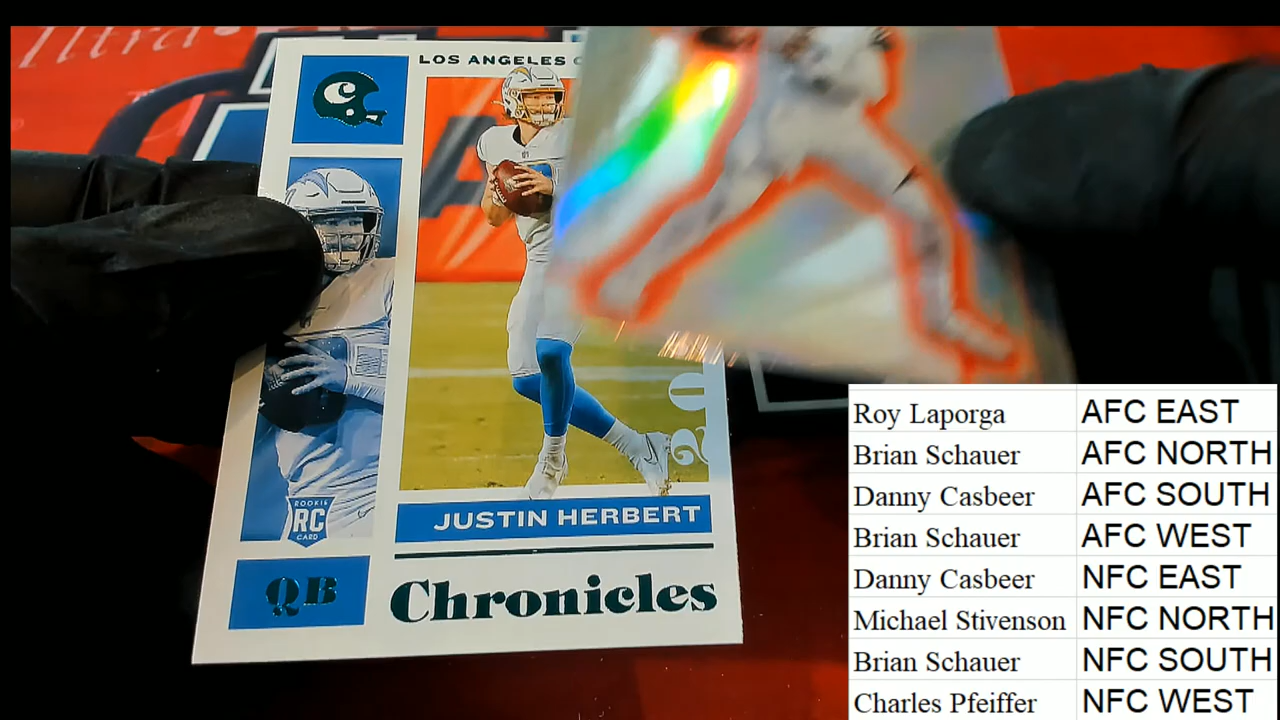 LOS ANGELES
C
20
ROOKIE
RC
CARD
JUSTIN HERBERT
QB
Chronicles
Roy Laporga AFC EAST
Brian Schauer AFC NORTH
Danny Casbeer AFC SOUTH
Brian Schauer AFC WEST
Danny Casbeer NFC EAST
Michael Stivenson NFC NORTH
Brian Schauer NFC SOUTH
Charles Pfeiffer NFC WEST